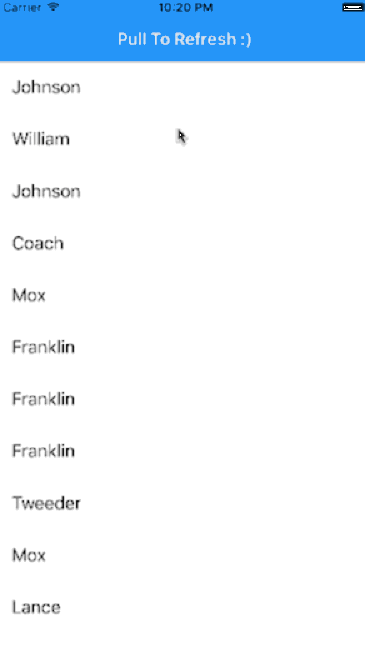 Carrier 10:20 PM
Pull To Refresh :)
Johnson
William
Johnson
Coach
Mox
Franklin
Franklin
Franklin
Tweeder
Mox
Lance